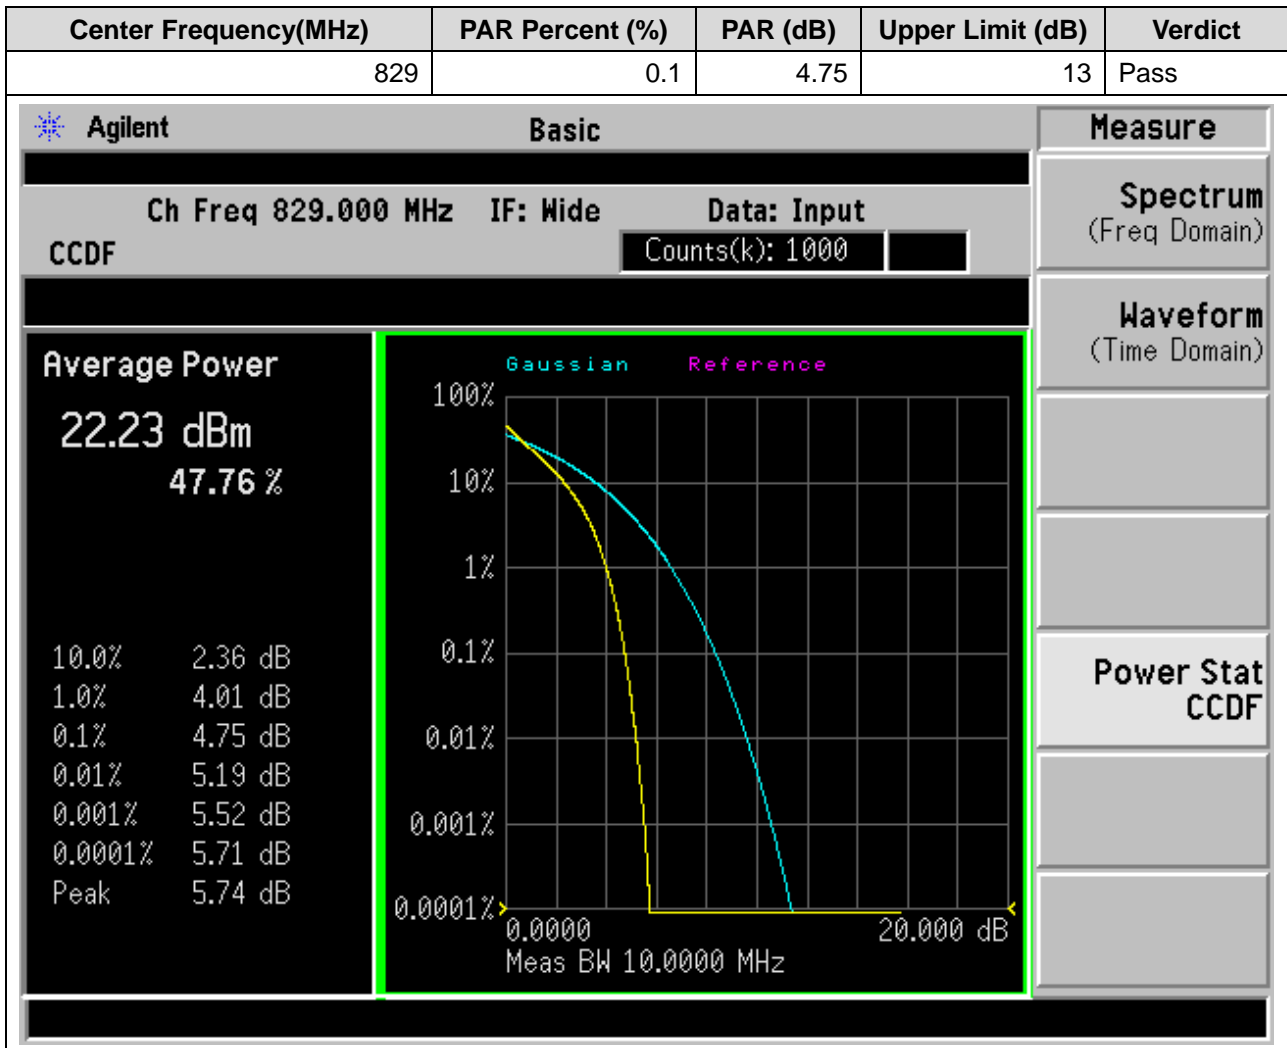 Center Frequency(MHz) PAR Percent (%) PAR (dB) Upper Limit (dB) Verdict
829 0.1 4.75 13 Pass
Agilent Basic Measure
Ch Freq 829.000 MHz IF: Wide Data: Input
CCDF Counts(k): 1000
Spectrum
(Freq Domain)
Waveform
(Time Domain)
Power Stat
CCDF
Average Power
22.23 dBm
47.76 %
10.0% 2.36 dB
1.0% 4.01 dB
0.1% 4.75 dB
0.01% 5.19 dB
0.001% 5.52 dB
0.0001% 5.71 dB
Peak 5.74 dB
Gaussian Reference
100%
10%
1%
0.1%
0.01%
0.001%
0.0001%
0.0000 20.000 dB
Meas BW 10.0000 MHz